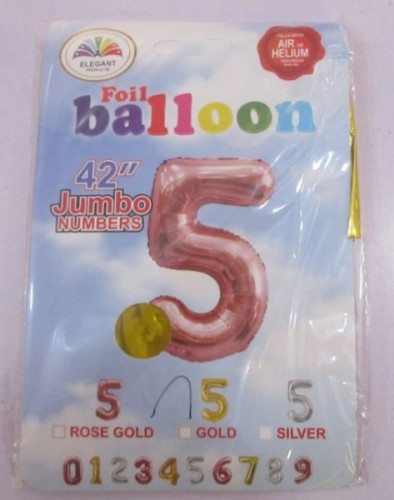 ELEGANT
PRODUCTS
FILLS WITH
AIR OR
HELIUM
Foil
balloon
42"
Jumbo
NUMBERS
5
5 5 5
ROSE GOLD GOLD SILVER
0123456789